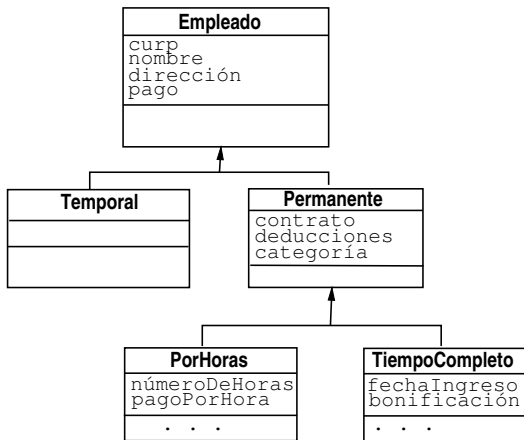 Empleado
curp
nombre
dirección
pago
Temporal
Permanente
contrato
deducciones
categoría
PorHoras
númeroDeHoras
pagoPorHora
. . .
TiempoCompleto
fechaIngreso
bonificación
. . .